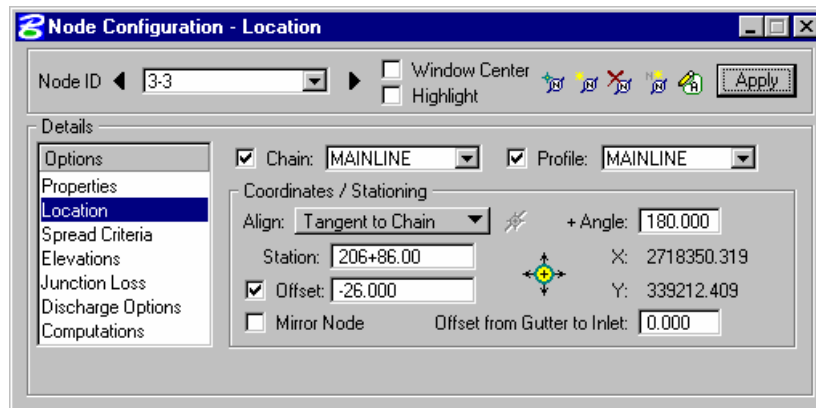 Node Configuration - Location
Node ID 3-3 Window Center
Highlight
Apply
Details
Options
Properties
Location
Spread Criteria
Elevations
Junction Loss
Discharge Options
Computations
Chain: MAINLINE Profile: MAINLINE
Coordinates / Stationing
Align: Tangent to Chain + Angle: 180.000
Station: 206+86.00 X: 2718350.319
Offset: -26.000 Y: 339212.409
Mirror Node Offset from Gutter to Inlet: 0.000